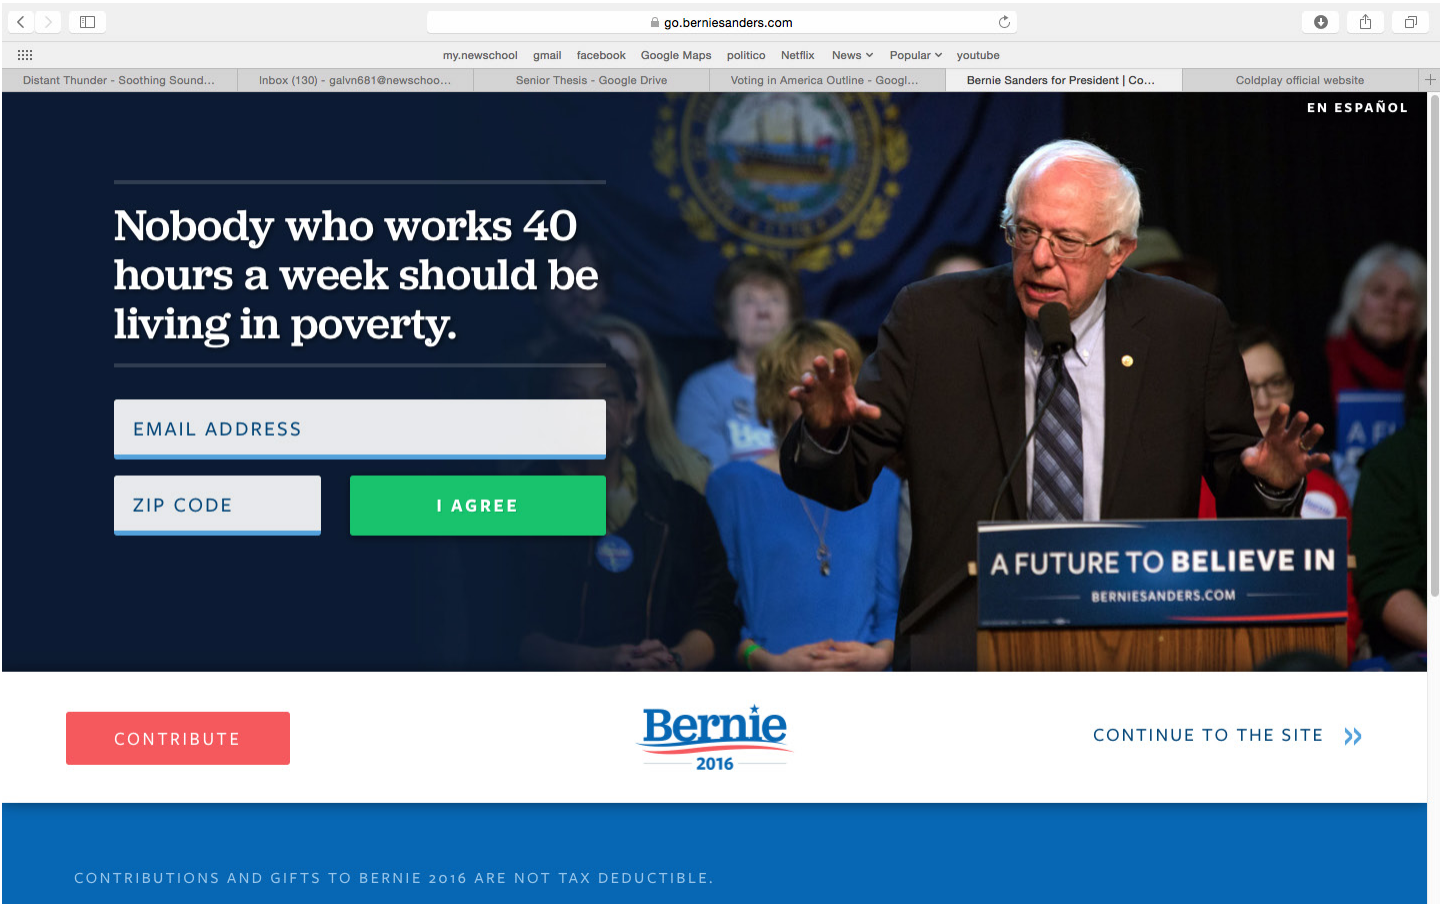 go.berniesanders.com
my.newschool gmail facebook Google Maps politico Netflix News Popular youtube
Distant Thunder - Soothing Sound... Inbox (130) - galvn681@newschoo... Senior Thesis - Google Drive Voting in America Outline - Googl... Bernie Sanders for President | Co... Coldplay official website
EN ESPAÑOL
Nobody who works 40
hours a week should be
living in poverty.
EMAIL ADDRESS
ZIP CODE
I AGREE
A FUTURE TO BELIEVE IN
BERNIESANDERS.COM
CONTRIBUTE
Bernie
2016
CONTINUE TO THE SITE »
CONTRIBUTIONS AND GIFTS TO BERNIE 2016 ARE NOT TAX DEDUCTIBLE.